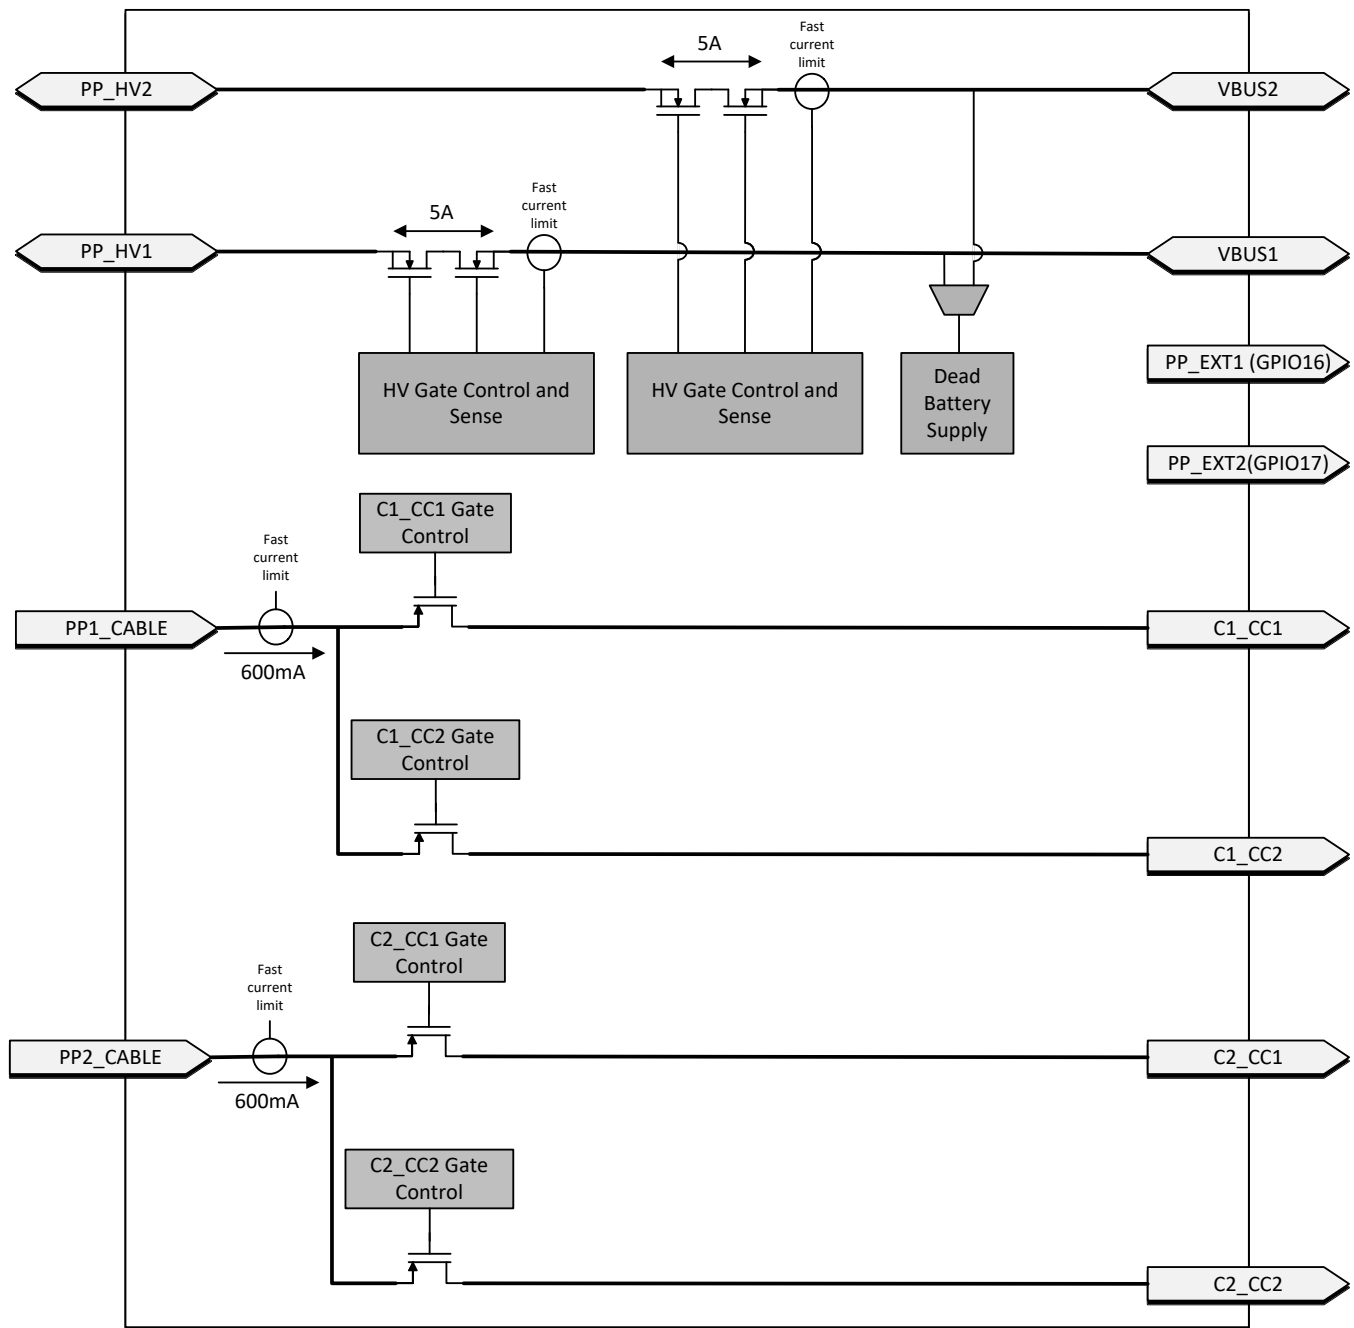 Fast
current
limit
5A
PP_HV2
VBUS2
Fast
current
limit
5A
PP_HV1
VBUS1
HV Gate Control and
Sense
HV Gate Control and
Sense
Dead
Battery
Supply
PP_EXT1 (GPIO16)
PP_EXT2(GPIO17)
C1_CC1 Gate
Control
Fast
current
limit
PP1_CABLE
600mA
C1_CC1
C1_CC2 Gate
Control
C1_CC2
C2_CC1 Gate
Control
Fast
current
limit
PP2_CABLE
600mA
C2_CC1
C2_CC2 Gate
Control
C2_CC2